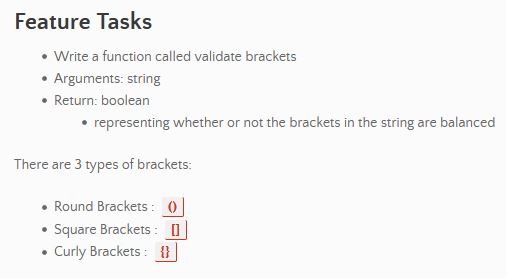 Feature Tasks
• Write a function called validate brackets
• Arguments: string
• Return: boolean
• representing whether or not the brackets in the string are balanced
There are 3 types of brackets:
• Round Brackets : ()
• Square Brackets : []
• Curly Brackets : {}